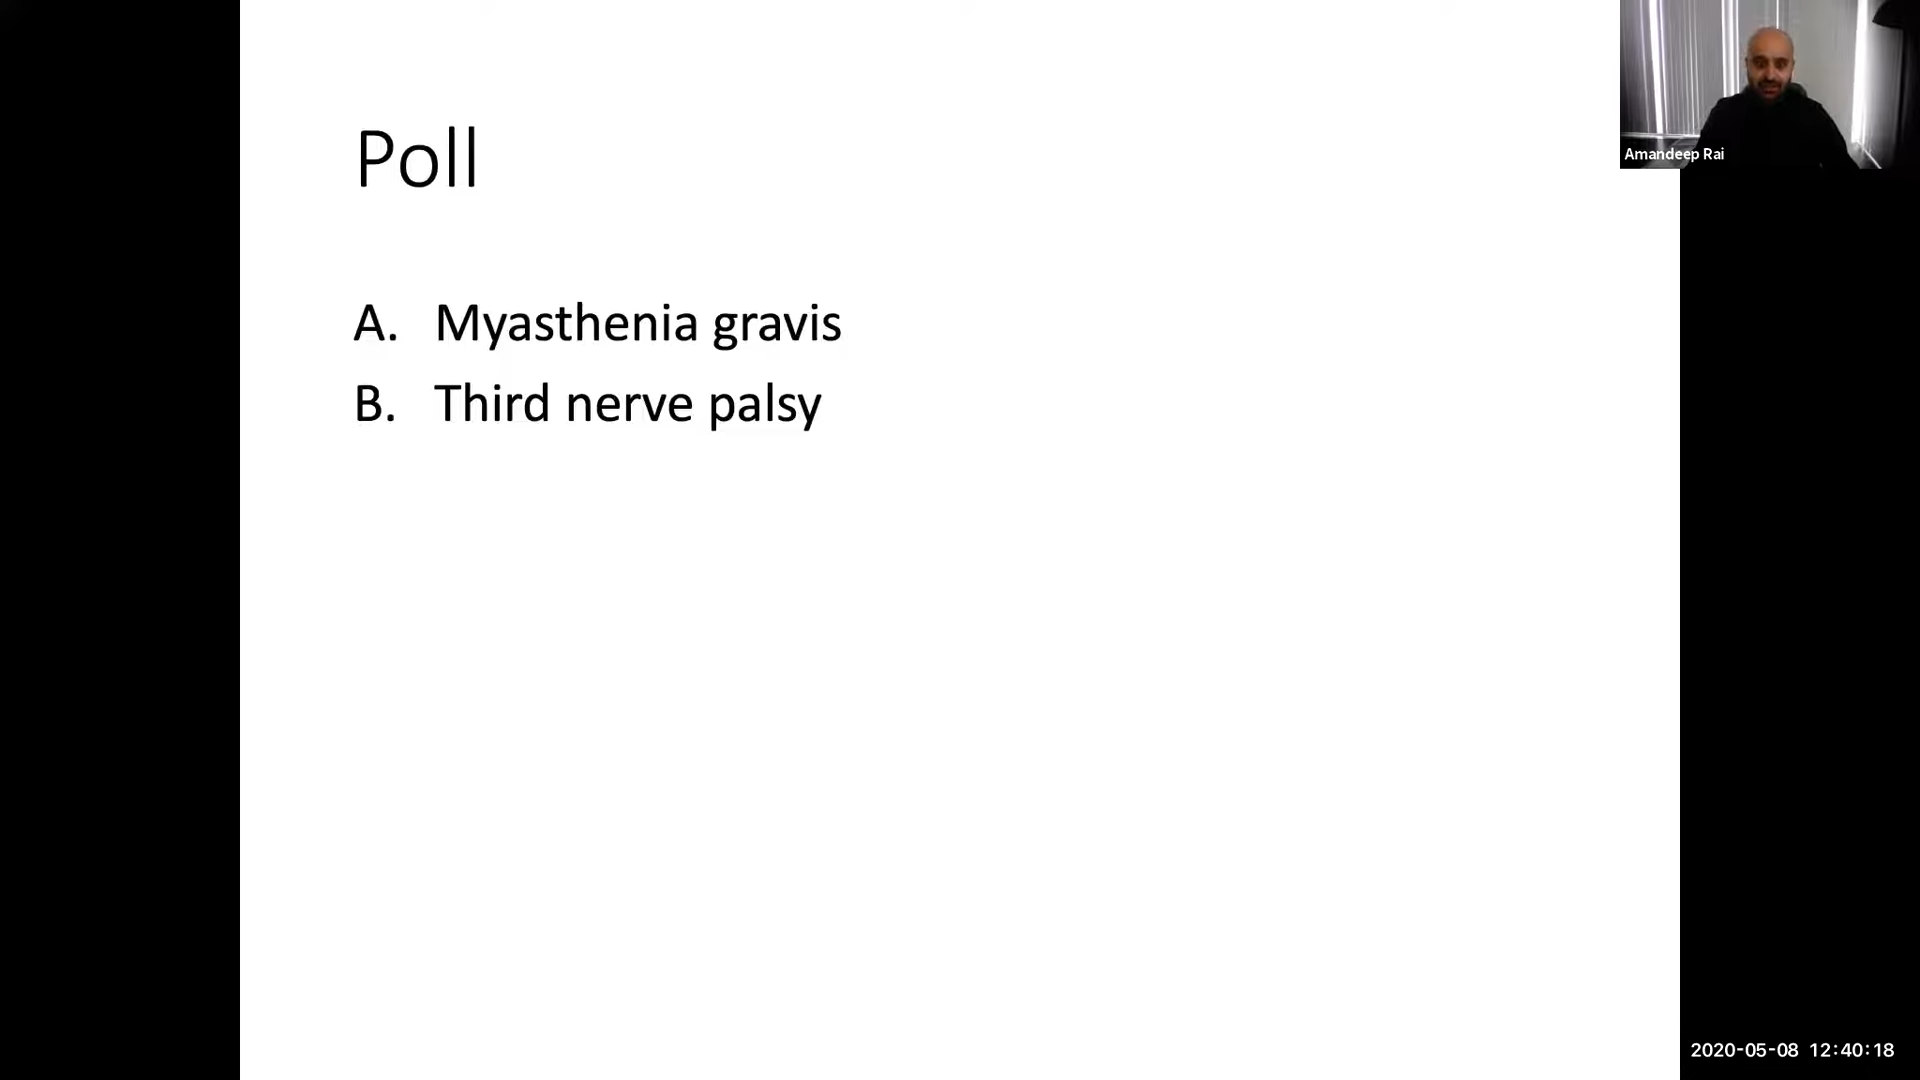 Poll
A. Myasthenia gravis
B. Third nerve palsy
Amandeep Rai
2020-05-08 12:40:18